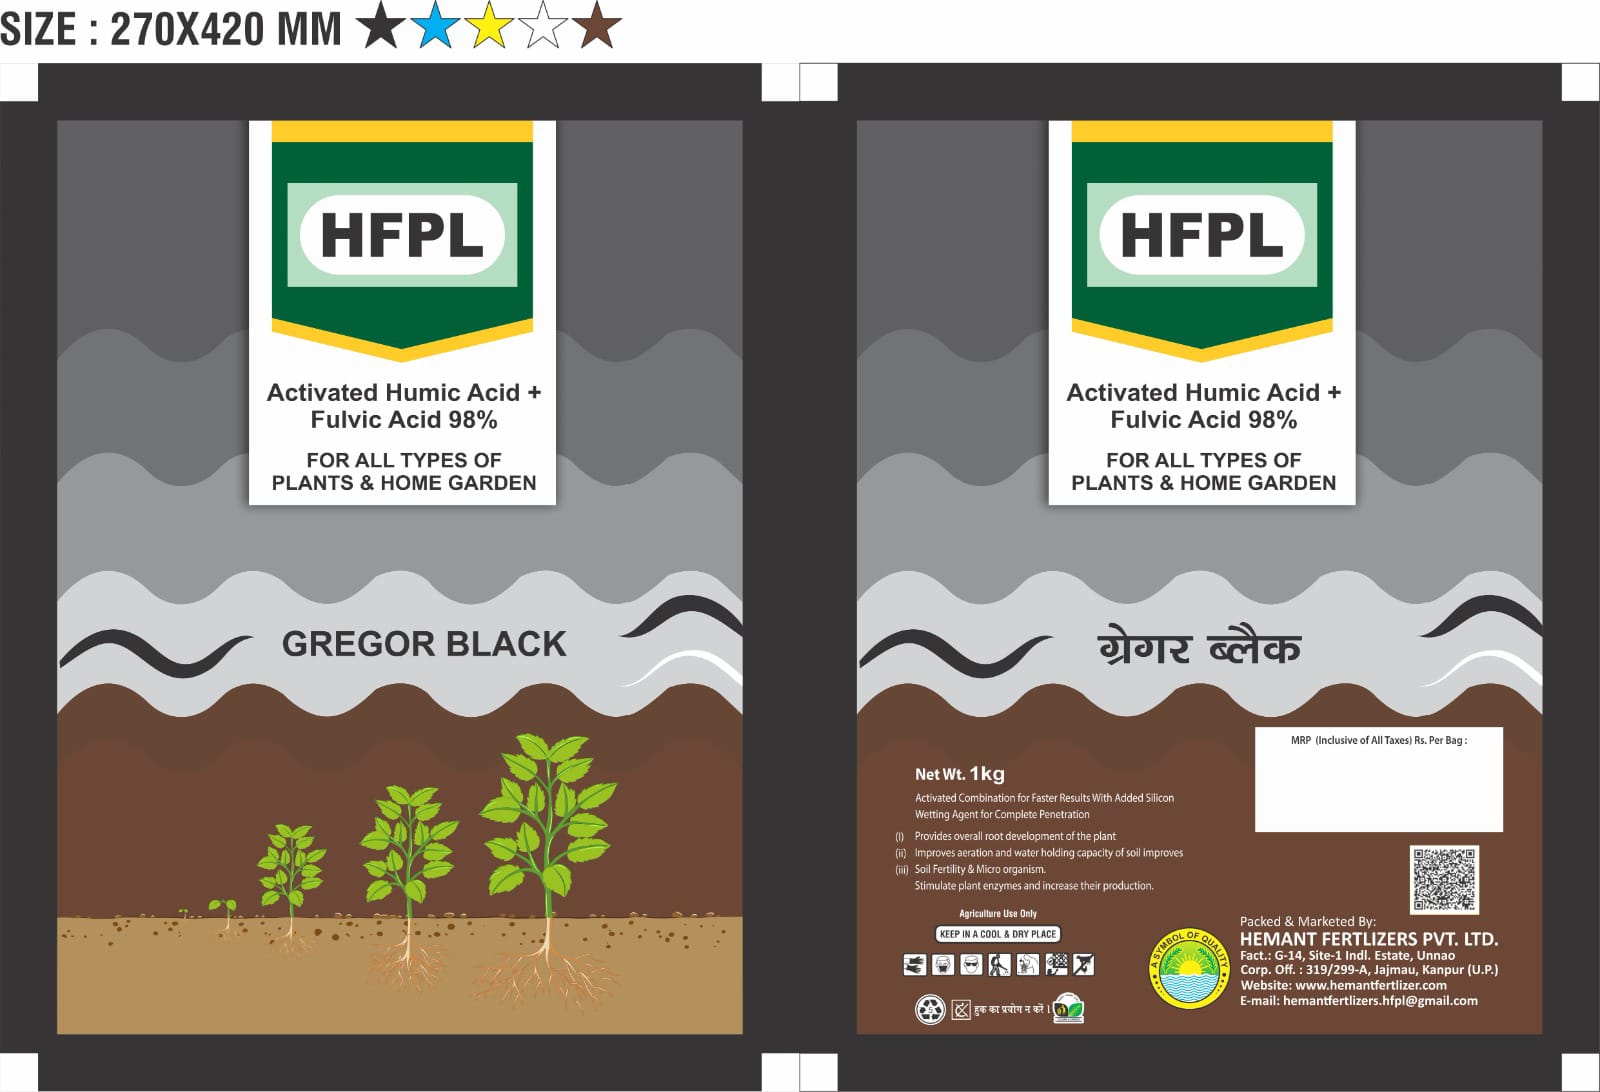 SIZE : 270X420 MM
HFPL
Activated Humic Acid +
Fulvic Acid 98%
FOR ALL TYPES OF
PLANTS & HOME GARDEN
GREGOR BLACK
HFPL
Activated Humic Acid +
Fulvic Acid 98%
FOR ALL TYPES OF
PLANTS & HOME GARDEN
ग्रेगर ब्लैक
MRP (Inclusive of All Taxes) Rs. Per Bag :
Net Wt. 1kg
Activated Combination for Faster Results With Added Silicon
Wetting Agent for Complete Penetration
(i) Provides overall root development of the plant
(ii) Improves aeration and water holding capacity of soil improves
(iii) Soil Fertility & Micro organism.
Stimulate plant enzymes and increase their production.
Agriculture Use Only
KEEP IN A COOL & DRY PLACE
हुक का प्रयोग न करें ।
A SYMBOL OF QUALITY
Packed & Marketed By:
HEMANT FERTLIZERS PVT. LTD.
Fact.: G-14, Site-1 Indl. Estate, Unnao
Corp. Off. : 319/299-A, Jajmau, Kanpur (U.P.)
Website: www.hemantfertlizer.com
E-mail: hemantfertlizers.hfpl@gmail.com